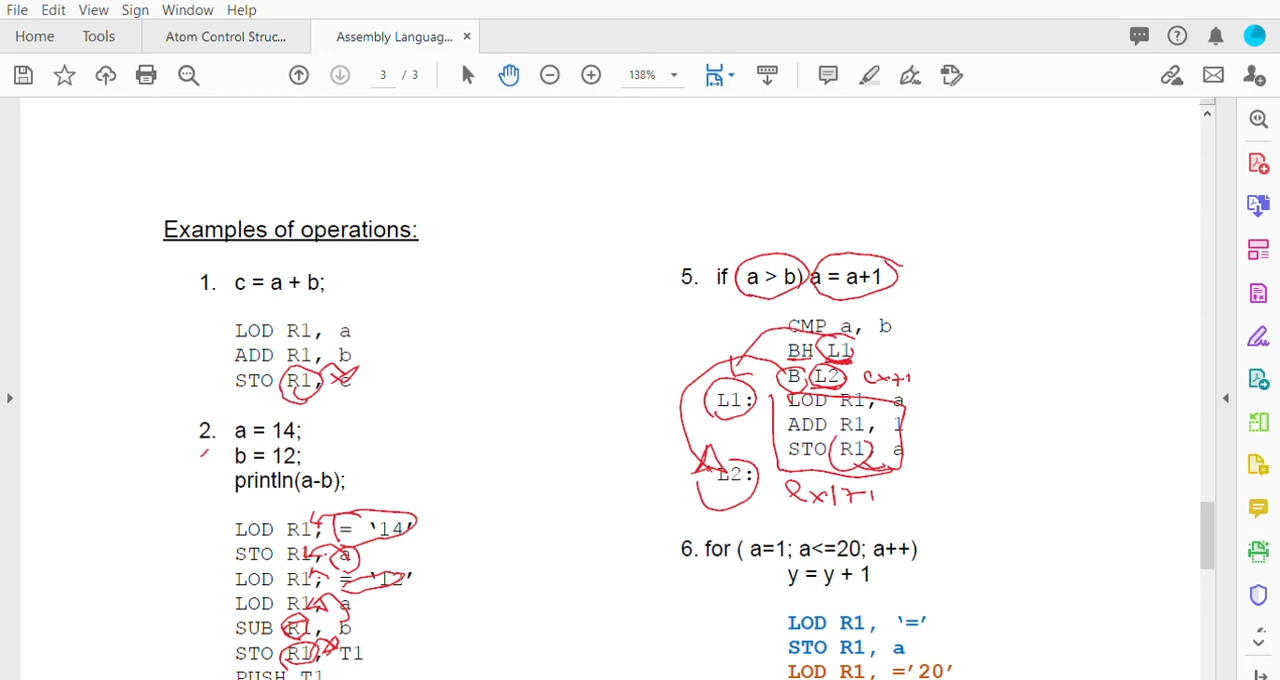 File Edit View Sign Window Help
Home Tools Atom Control Struc... Assembly Languag... ×
3 / 3 138%
Examples of operations:
1. c = a + b;
LOD R1, a
ADD R1, b
STO R1, c
2. a = 14;
b = 12;
println(a-b);
LOD R1, = ‘14’
STO R1, a
LOD R1, = ‘12’
LOD R1, a
SUB R1, b
STO R1, T1
PUSH T1
5. if a > b) a = a+1
CMP a, b
BH L1
B L2
L1: LOD R1, a
ADD R1, 1
STO R1, a
L2:
6. for ( a=1; a<=20; a++)
y = y + 1
LOD R1, ‘=’
STO R1, a
LOD R1, =’20’